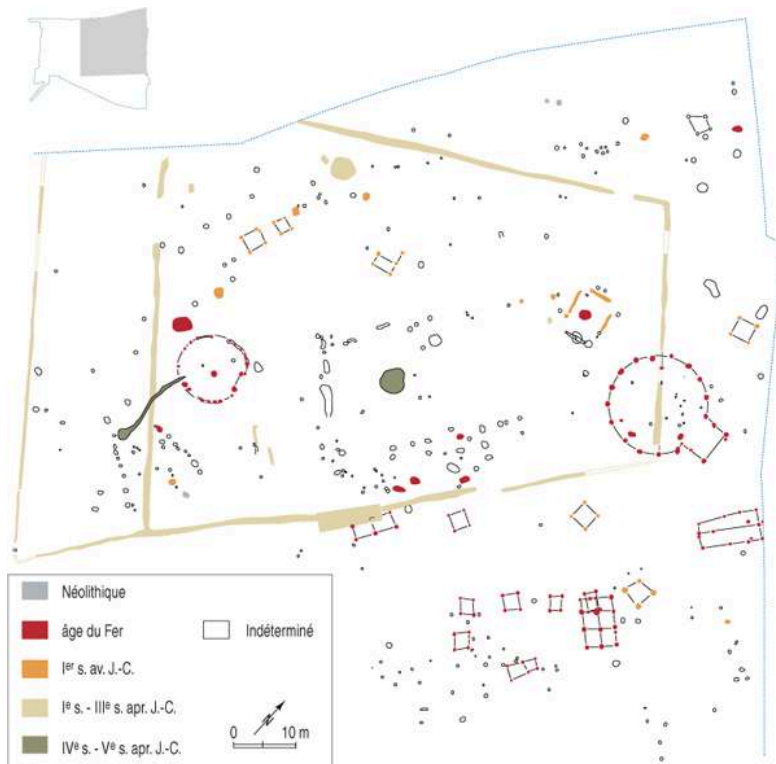 Néolithique
âge du Fer
Indéterminé
Ier s. av. J.-C.
Ie s. - IIIe s. apr. J.-C.
IVe s. - Ve s. apr. J.-C.
N
0 10 m